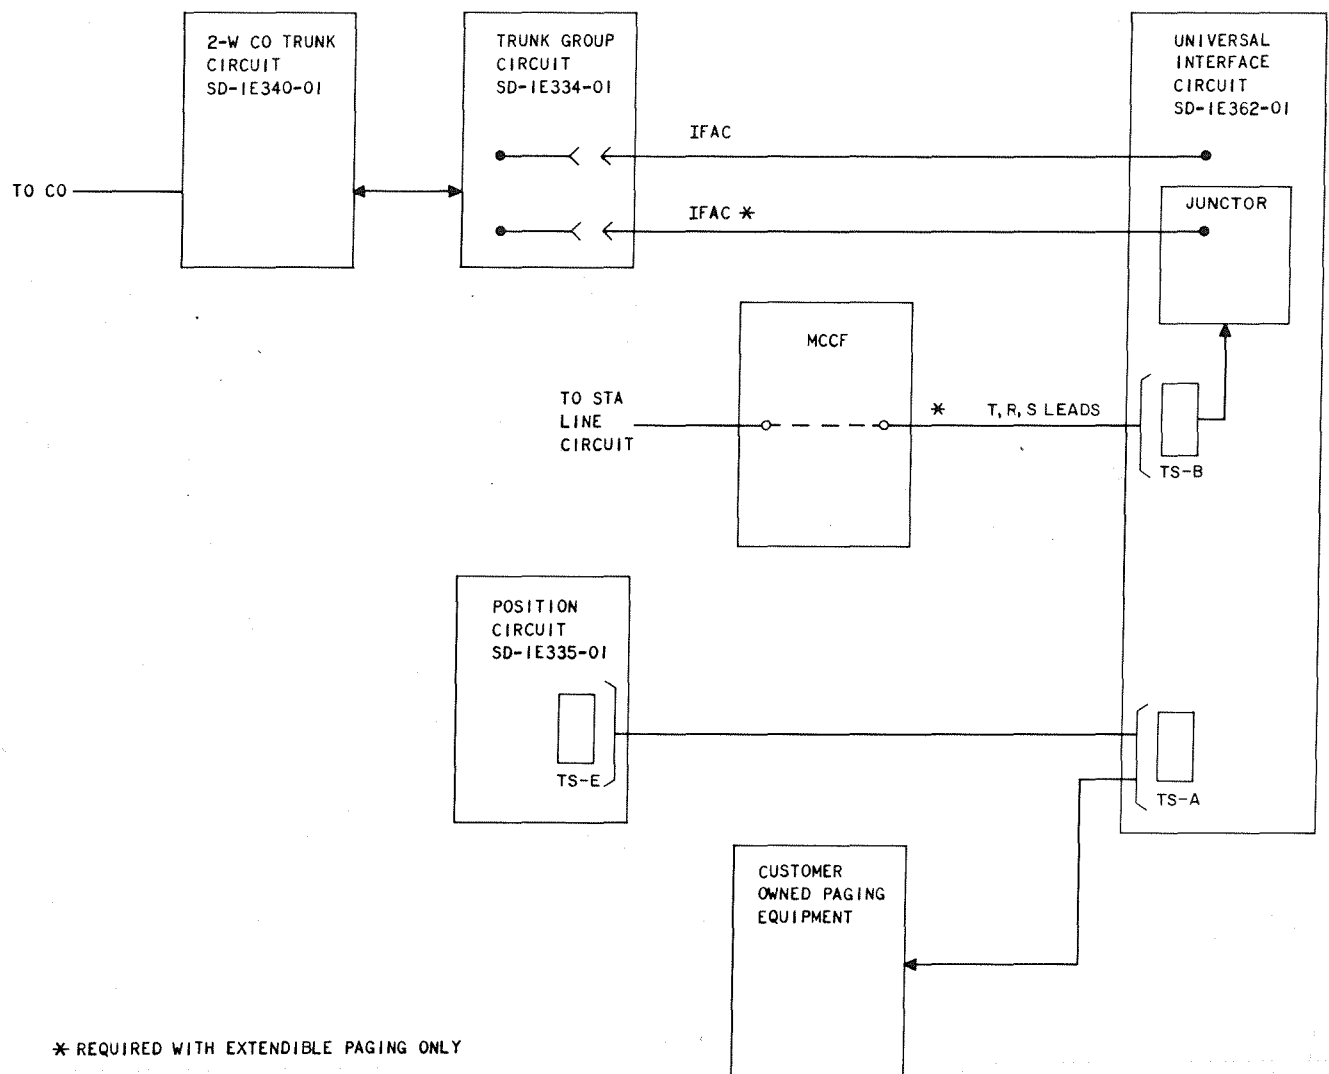 2-W CO TRUNK
CIRCUIT
SD-1E340-01
TRUNK GROUP
CIRCUIT
SD-1E334-01
UNIVERSAL
INTERFACE
CIRCUIT
SD-1E362-01
IFAC
TO CO
IFAC *
JUNCTOR
MCCF
TO STA
LINE
CIRCUIT
* T, R, S LEADS
TS-B
POSITION
CIRCUIT
SD-1E335-01
TS-E
TS-A
CUSTOMER
OWNED PAGING
EQUIPMENT
* REQUIRED WITH EXTENDIBLE PAGING ONLY